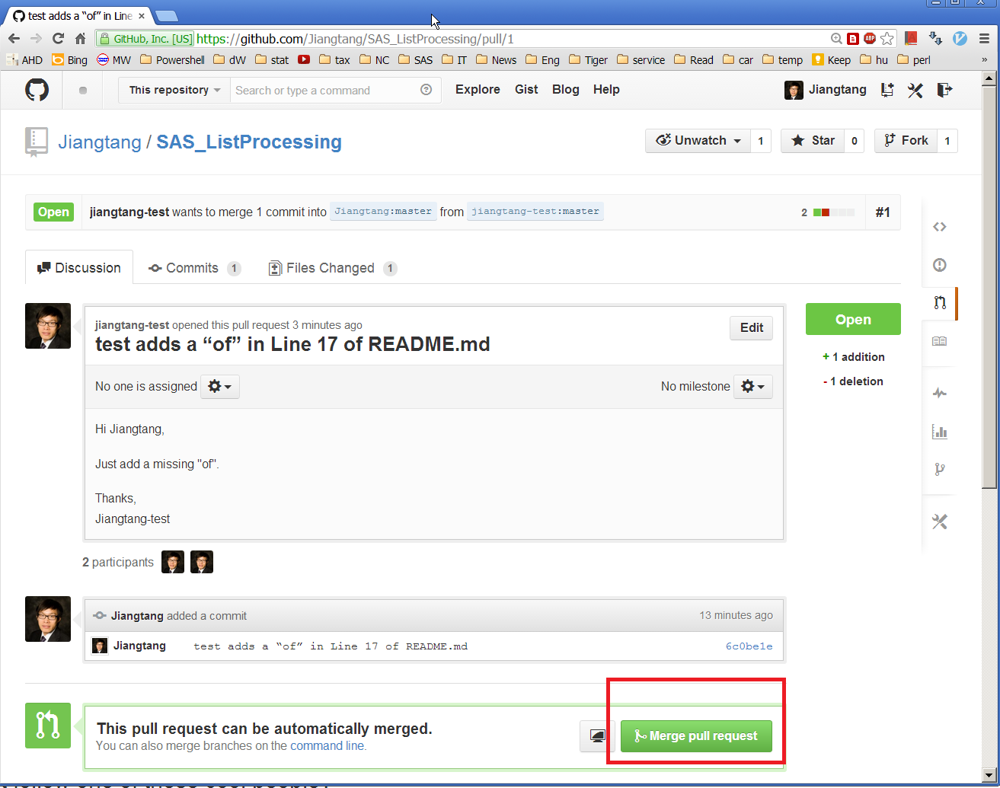 test adds a “of” in Line
GitHub, Inc. [US] https://github.com/Jiangtang/SAS_ListProcessing/pull/1
AHD Bing MW Powershell dW stat tax NC SAS IT News Eng Tiger service Read car temp Keep hu perl »
This repository Search or type a command Explore Gist Blog Help Jiangtang
Jiangtang / SAS_ListProcessing Unwatch 1 Star 0 Fork 1
Open jiangtang-test wants to merge 1 commit into Jiangtang:master from jiangtang-test:master 2 #1
Discussion Commits 1 Files Changed 1
jiangtang-test opened this pull request 3 minutes ago
test adds a “of” in Line 17 of README.md
Edit
Open
+ 1 addition
- 1 deletion
No one is assigned No milestone
Hi Jiangtang,
Just add a missing "of".
Thanks,
Jiangtang-test
2 participants
Jiangtang added a commit 13 minutes ago
Jiangtang test adds a “of” in Line 17 of README.md 6c0be1e
This pull request can be automatically merged.
You can also merge branches on the command line.
Merge pull request